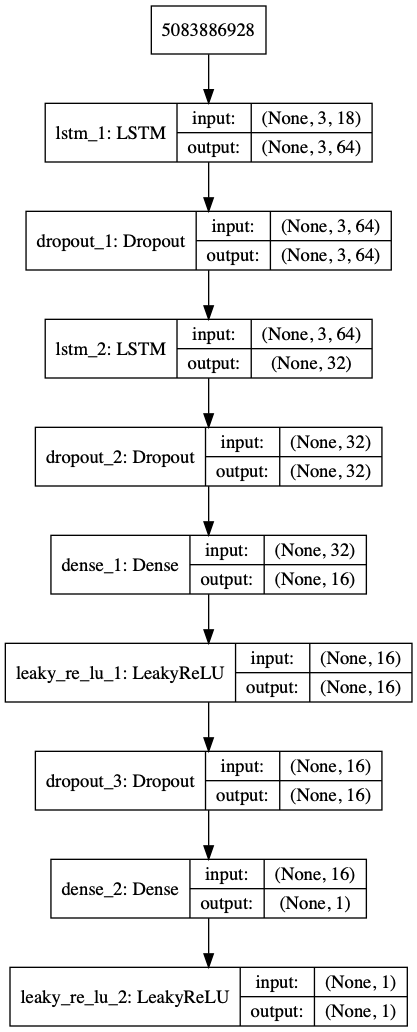 5083886928
lstm_1: LSTM
input: (None, 3, 18)
output: (None, 3, 64)
dropout_1: Dropout
input: (None, 3, 64)
output: (None, 3, 64)
lstm_2: LSTM
input: (None, 3, 64)
output: (None, 32)
dropout_2: Dropout
input: (None, 32)
output: (None, 32)
dense_1: Dense
input: (None, 32)
output: (None, 16)
leaky_re_lu_1: LeakyReLU
input: (None, 16)
output: (None, 16)
dropout_3: Dropout
input: (None, 16)
output: (None, 16)
dense_2: Dense
input: (None, 16)
output: (None, 1)
leaky_re_lu_2: LeakyReLU
input: (None, 1)
output: (None, 1)